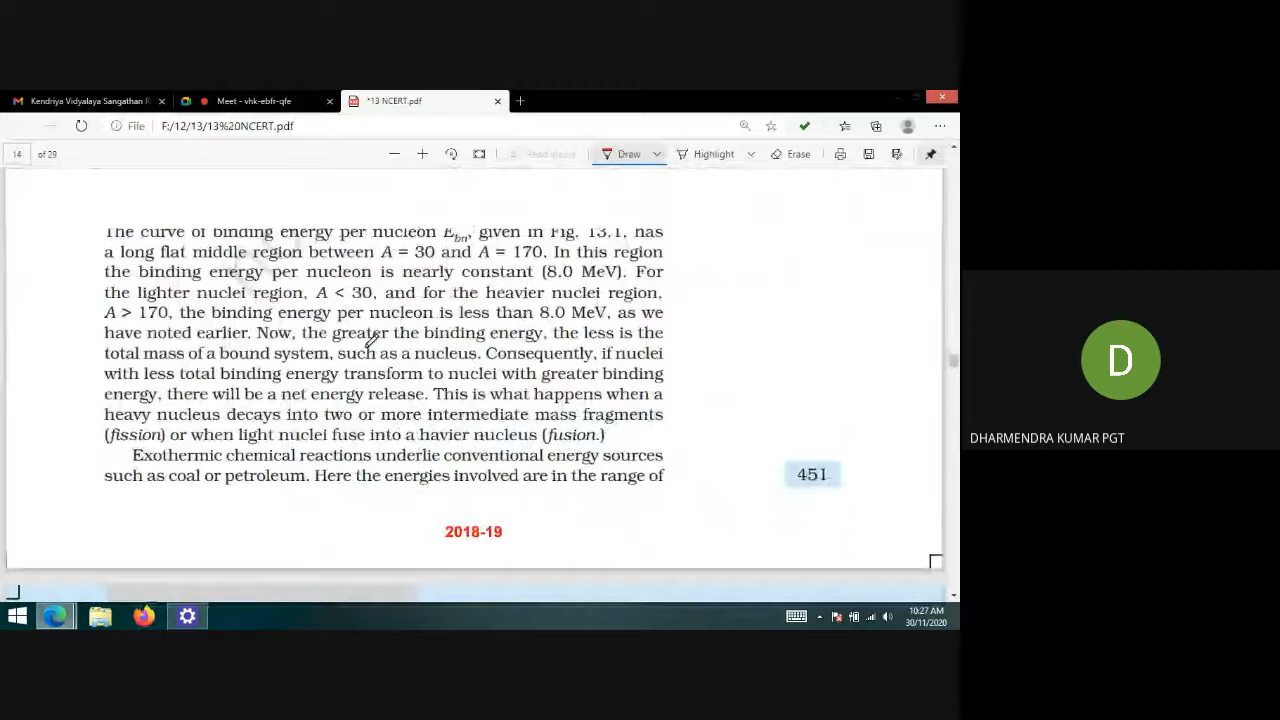 Kendriya Vidyalaya Sangathan R
Meet - vhk-ebfr-qfe
*13 NCERT.pdf
File
F:/12/13/13%20NCERT.pdf
14
of 29
Read aloud
Draw
Highlight
Erase
The curve of binding energy per nucleon Ebn, given in Fig. 13.1, has
a long flat middle region between A = 30 and A = 170. In this region
the binding energy per nucleon is nearly constant (8.0 MeV). For
the lighter nuclei region, A < 30, and for the heavier nuclei region,
A > 170, the binding energy per nucleon is less than 8.0 MeV, as we
have noted earlier. Now, the greater the binding energy, the less is the
total mass of a bound system, such as a nucleus. Consequently, if nuclei
with less total binding energy transform to nuclei with greater binding
energy, there will be a net energy release. This is what happens when a
heavy nucleus decays into two or more intermediate mass fragments
(fission) or when light nuclei fuse into a havier nucleus (fusion.)
Exothermic chemical reactions underlie conventional energy sources
such as coal or petroleum. Here the energies involved are in the range of
451
2018-19
D
DHARMENDRA KUMAR PGT
10:27 AM
30/11/2020